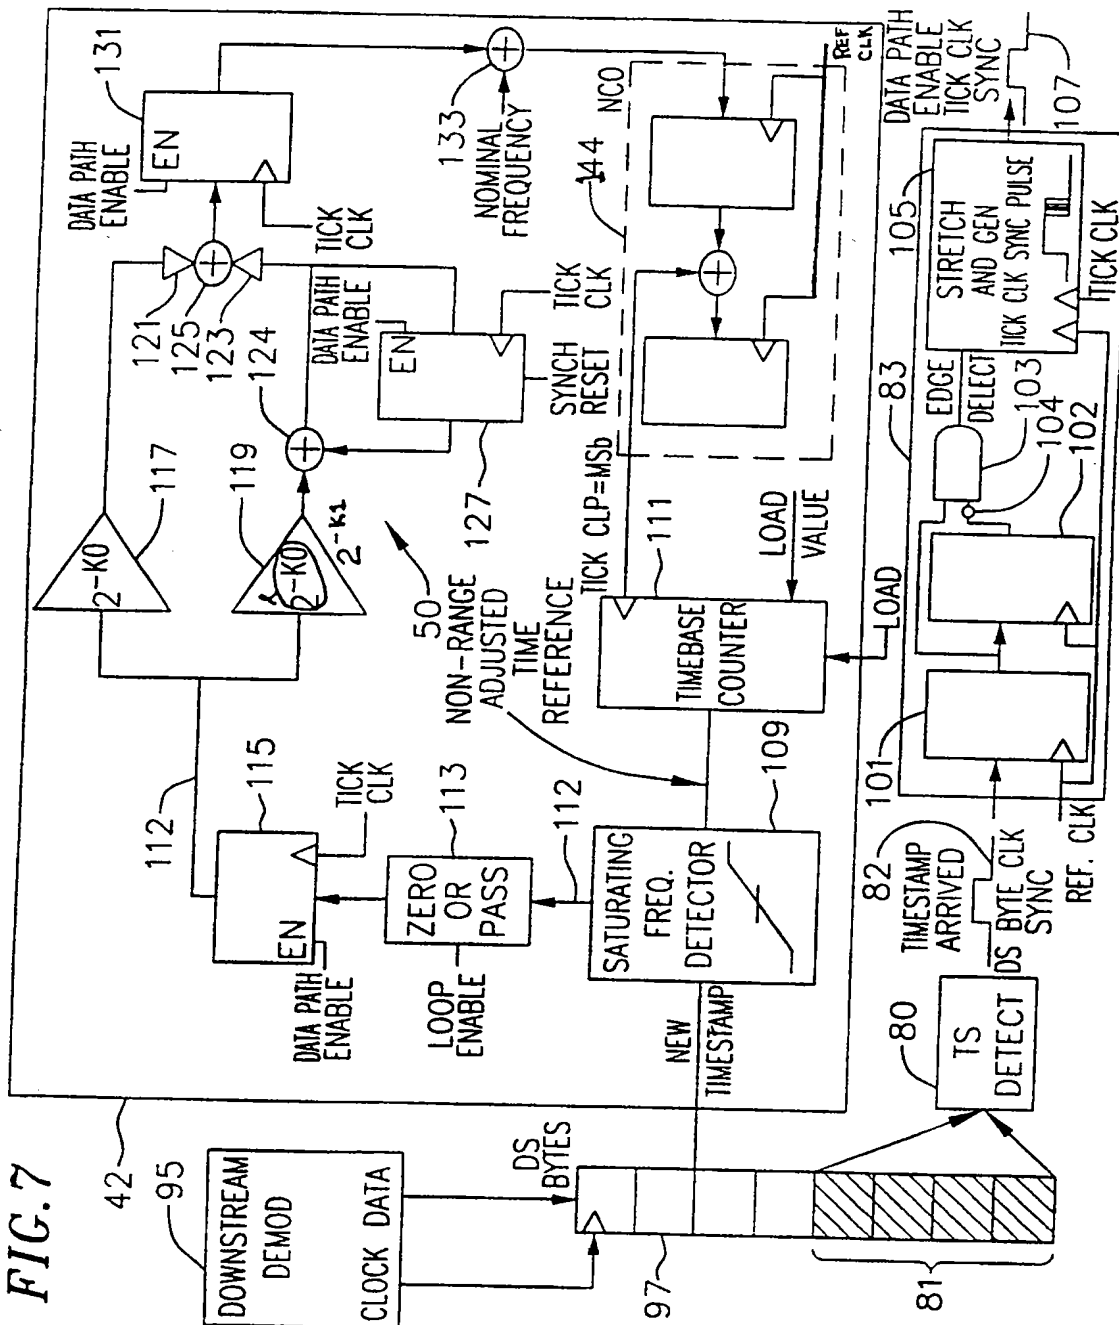 FIG.7
95
DOWNSTREAM
DEMOD
CLOCK DATA
42
DS
BYTES
97
81
80
TS
DETECT
NEW
TIMESTAMP
SATURATING
FREQ.
DETECTOR
109
112
ZERO
OR
PASS
113
LOOP
ENABLE
EN
115
TICK
CLK
DATA PATH
ENABLE
112
50
NON-RANGE
ADJUSTED
TIME
REFERENCE
2-K0
117
2-K0
2-K1
119
124
121
125
123
DATA PATH
ENABLE
EN
TICK
CLK
SYNCH
RESET
127
DATA PATH
ENABLE
EN
131
TICK
CLK
133
NOMINAL
FREQUENCY
144
NCO
REF
CLK
TICK CLP=MSb
111
TIMEBASE
COUNTER
LOAD
VALUE
LOAD
83
82
TIMESTAMP
ARRIVED
DS BYTE CLK
SYNC
REF. CLK
101
102
104
103
EDGE
DELECT
105
STRETCH
AND GEN
TICK CLK SYNC PULSE
TICK CLK
DATA PATH
ENABLE
TICK CLK
SYNC
107